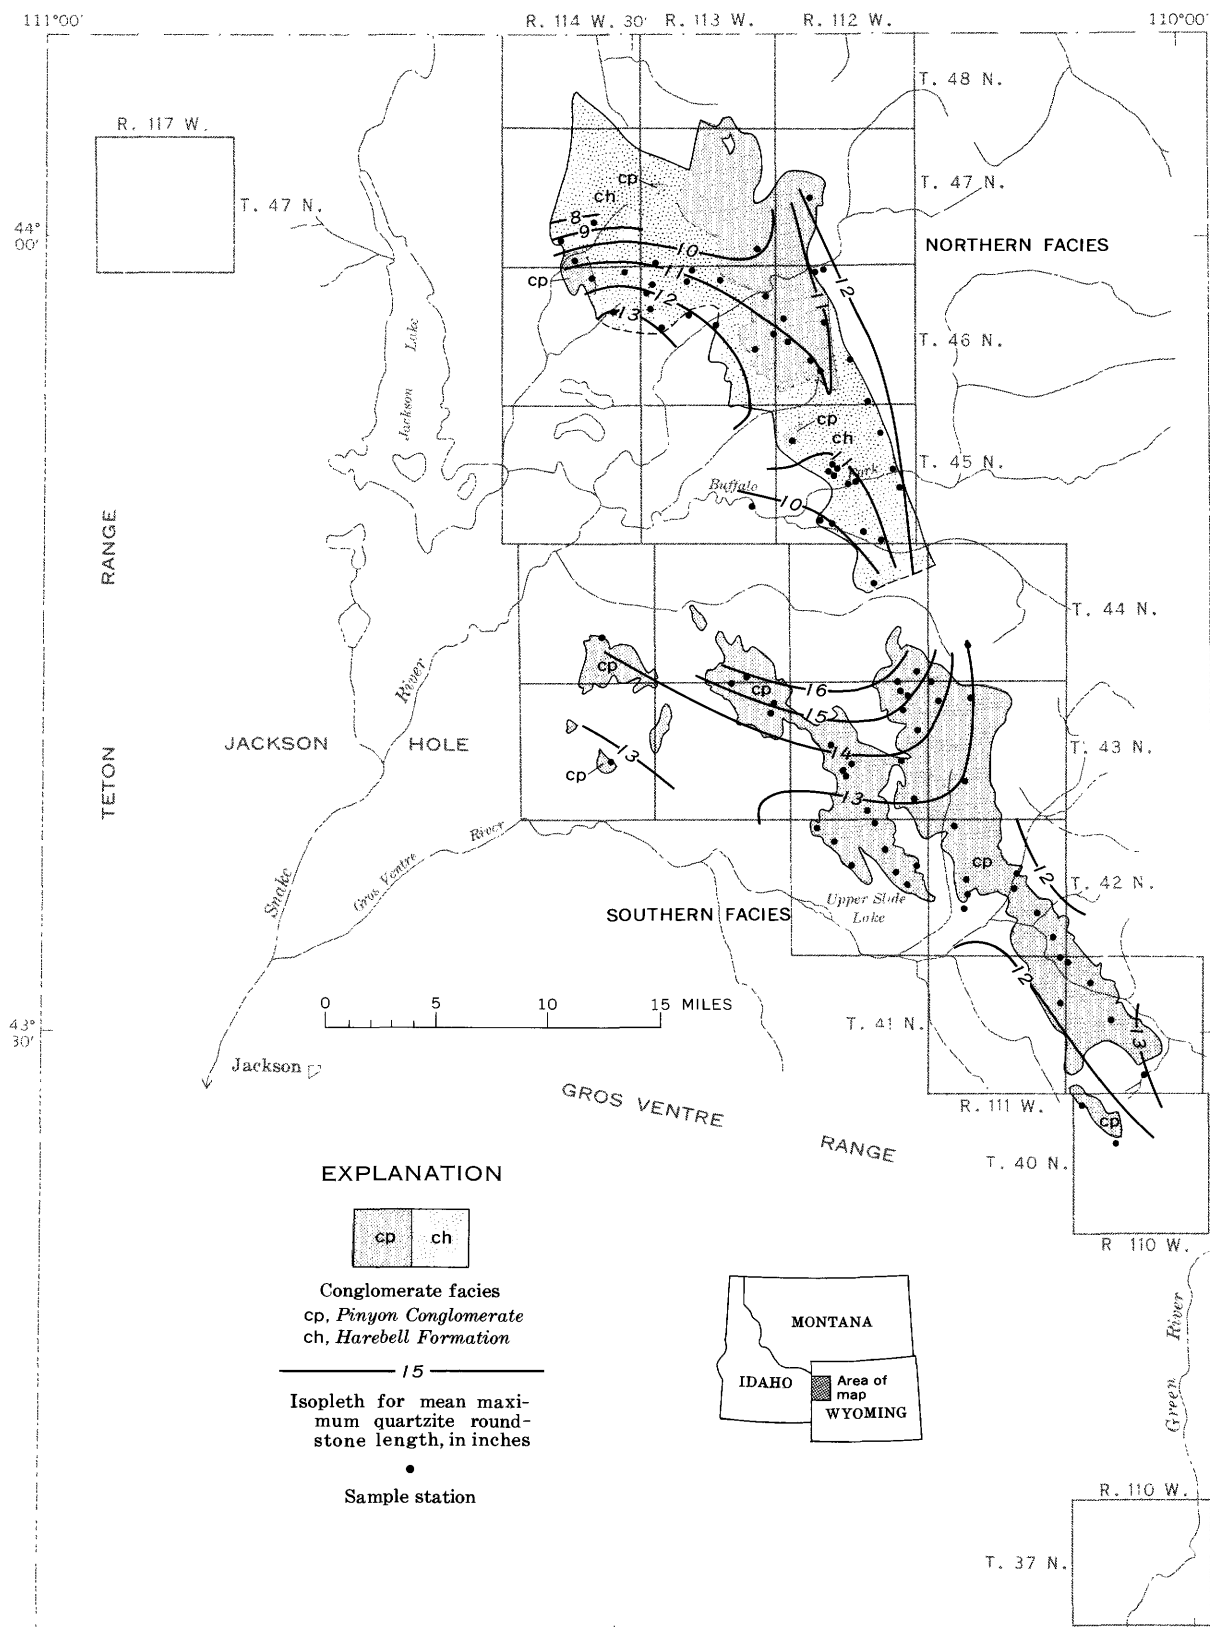 111°00'
R. 114 W. 30' R. 113 W. R. 112 W.
110°00'
T. 48 N.
R. 117 W.
T. 47 N.
T. 47 N.
44°
00'
NORTHERN FACIES
cp
ch
8
9
10
11
12
13
cp
11
12
Jackson Lake
Jackson Lake
T. 46 N.
cp
ch
T. 45 N.
Buffalo
Fork
10
TETON RANGE
T. 44 N.
cp
cp
16
15
14
13
13
cp
River
JACKSON HOLE
T. 43 N.
Snake
Gros Ventre River
cp
12
T. 42 N.
Upper Slide
Lake
SOUTHERN FACIES
12
13
0 5 10 15 MILES
43°
30'
T. 41 N.
Jackson
GROS VENTRE RANGE
R. 111 W.
cp
T. 40 N.
R 110 W.
EXPLANATION
cp ch
Conglomerate facies
cp, Pinyon Conglomerate
ch, Harebell Formation
15
Isopleth for mean maxi-
mum quartzite round-
stone length, in inches
Sample station
MONTANA
IDAHO
Area of
map
WYOMING
Green River
R. 110 W.
T. 37 N.